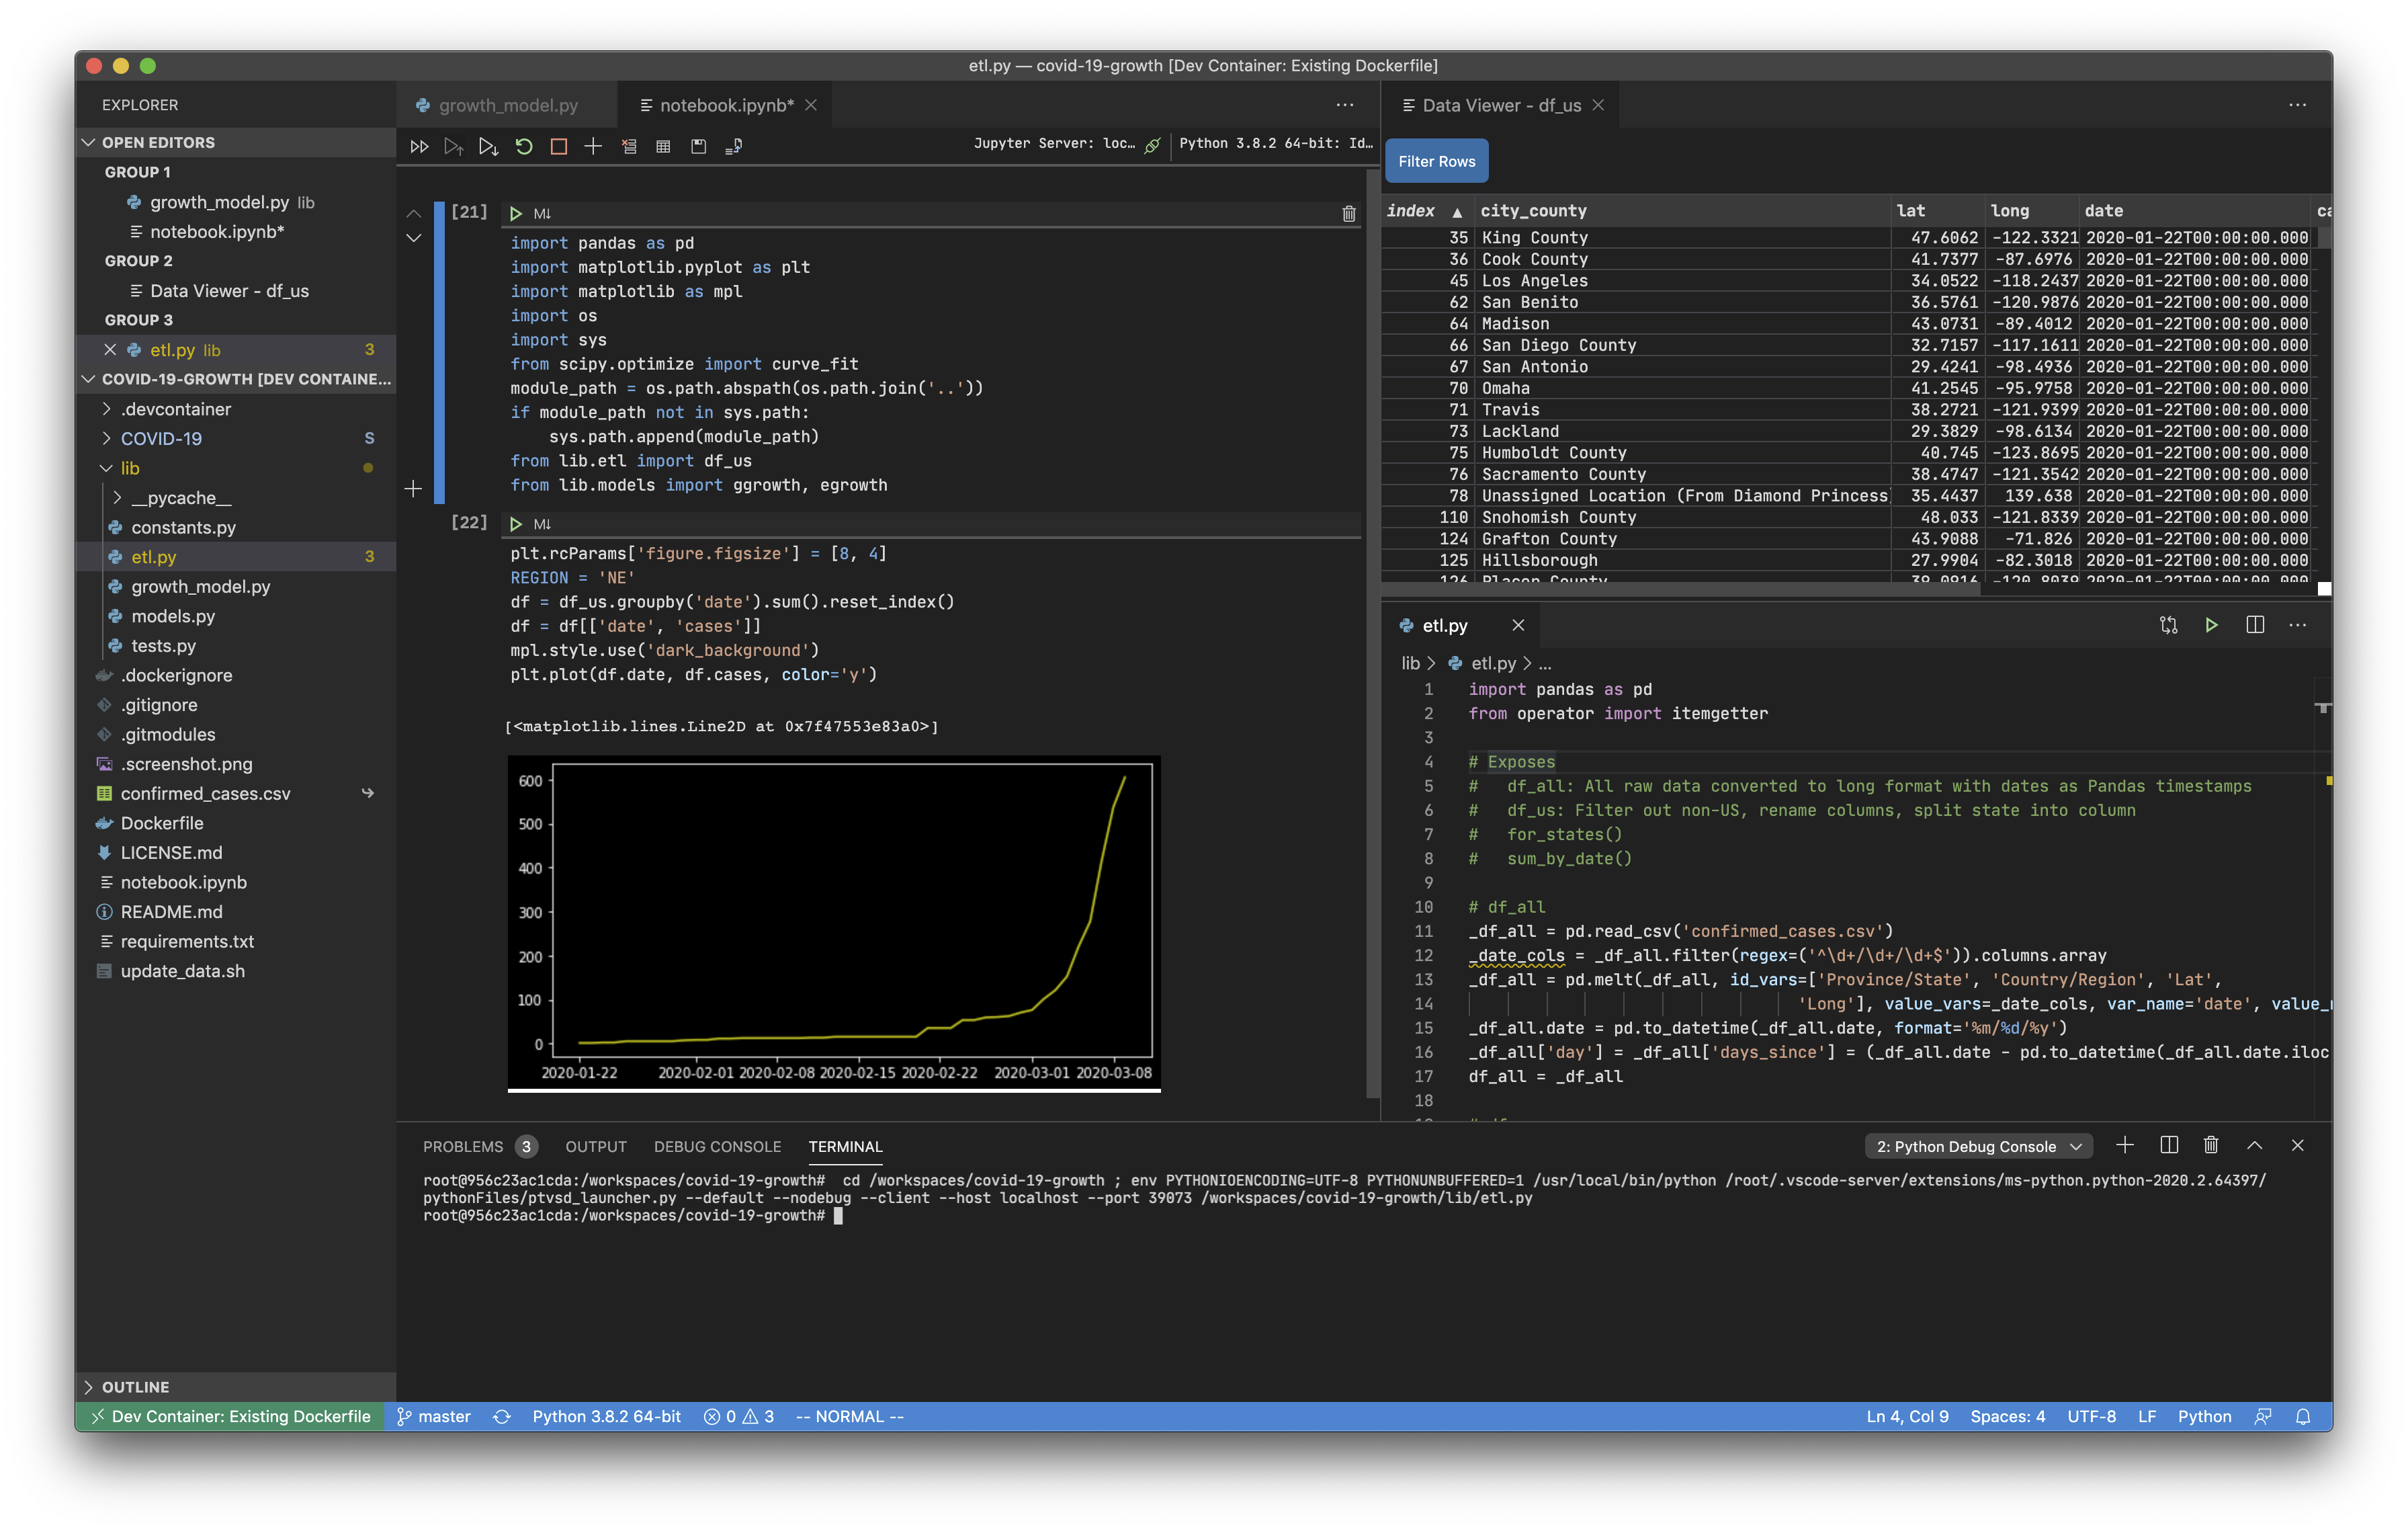 etl.py — covid-19-growth [Dev Container: Existing Dockerfile]
EXPLORER
OPEN EDITORS
GROUP 1
growth_model.py lib
notebook.ipynb*
GROUP 2
Data Viewer - df_us
GROUP 3
etl.py lib 3
COVID-19-GROWTH [DEV CONTAINE...
.devcontainer
COVID-19 S
lib
__pycache__
constants.py
etl.py 3
growth_model.py
models.py
tests.py
.dockerignore
.gitignore
.gitmodules
.screenshot.png
confirmed_cases.csv
Dockerfile
LICENSE.md
notebook.ipynb
README.md
requirements.txt
update_data.sh
OUTLINE
growth_model.py notebook.ipynb*
Jupyter Server: loc... Python 3.8.2 64-bit: Id...
[21] M↓
import pandas as pd
import matplotlib.pyplot as plt
import matplotlib as mpl
import os
import sys
from scipy.optimize import curve_fit
module_path = os.path.abspath(os.path.join('..'))
if module_path not in sys.path:
    sys.path.append(module_path)
from lib.etl import df_us
from lib.models import ggrowth, egrowth
[22] M↓
plt.rcParams['figure.figsize'] = [8, 4]
REGION = 'NE'
df = df_us.groupby('date').sum().reset_index()
df = df[['date', 'cases']]
mpl.style.use('dark_background')
plt.plot(df.date, df.cases, color='y')
[<matplotlib.lines.Line2D at 0x7f47553e83a0>]
600
500
400
300
200
100
0
2020-01-22 2020-02-01 2020-02-08 2020-02-15 2020-02-22 2020-03-01 2020-03-08
Data Viewer - df_us
Filter Rows
index ▲ city_county lat long date ca
35 King County 47.6062 -122.3321 2020-01-22T00:00:00.000
36 Cook County 41.7377 -87.6976 2020-01-22T00:00:00.000
45 Los Angeles 34.0522 -118.2437 2020-01-22T00:00:00.000
62 San Benito 36.5761 -120.9876 2020-01-22T00:00:00.000
64 Madison 43.0731 -89.4012 2020-01-22T00:00:00.000
66 San Diego County 32.7157 -117.1611 2020-01-22T00:00:00.000
67 San Antonio 29.4241 -98.4936 2020-01-22T00:00:00.000
70 Omaha 41.2545 -95.9758 2020-01-22T00:00:00.000
71 Travis 38.2721 -121.9399 2020-01-22T00:00:00.000
73 Lackland 29.3829 -98.6134 2020-01-22T00:00:00.000
75 Humboldt County 40.745 -123.8695 2020-01-22T00:00:00.000
76 Sacramento County 38.4747 -121.3542 2020-01-22T00:00:00.000
78 Unassigned Location (From Diamond Princess) 35.4437 139.638 2020-01-22T00:00:00.000
110 Snohomish County 48.033 -121.8339 2020-01-22T00:00:00.000
124 Grafton County 43.9088 -71.826 2020-01-22T00:00:00.000
125 Hillsborough 27.9904 -82.3018 2020-01-22T00:00:00.000
126 Placer County 39.0916 -120.8039 2020-01-22T00:00:00.000
etl.py
lib > etl.py > ...
1 import pandas as pd
2 from operator import itemgetter
3
4 # Exposes
5 #   df_all: All raw data converted to long format with dates as Pandas timestamps
6 #   df_us: Filter out non-US, rename columns, split state into column
7 #   for_states()
8 #   sum_by_date()
9
10 # df_all
11 _df_all = pd.read_csv('confirmed_cases.csv')
12 _date_cols = _df_all.filter(regex=('^\d+/\d+/\d+$')).columns.array
13 _df_all = pd.melt(_df_all, id_vars=['Province/State', 'Country/Region', 'Lat',
14 'Long'], value_vars=_date_cols, var_name='date', value_n
15 _df_all.date = pd.to_datetime(_df_all.date, format='%m/%d/%y')
16 _df_all['day'] = _df_all['days_since'] = (_df_all.date - pd.to_datetime(_df_all.date.iloc
17 df_all = _df_all
18
PROBLEMS 3 OUTPUT DEBUG CONSOLE TERMINAL 2: Python Debug Console
root@956c23ac1cda:/workspaces/covid-19-growth#  cd /workspaces/covid-19-growth ; env PYTHONIOENCODING=UTF-8 PYTHONUNBUFFERED=1 /usr/local/bin/python /root/.vscode-server/extensions/ms-python.python-2020.2.64397/
pythonFiles/ptvsd_launcher.py --default --nodebug --client --host localhost --port 39073 /workspaces/covid-19-growth/lib/etl.py
root@956c23ac1cda:/workspaces/covid-19-growth#
Dev Container: Existing Dockerfile master Python 3.8.2 64-bit 0 3 -- NORMAL -- Ln 4, Col 9 Spaces: 4 UTF-8 LF Python